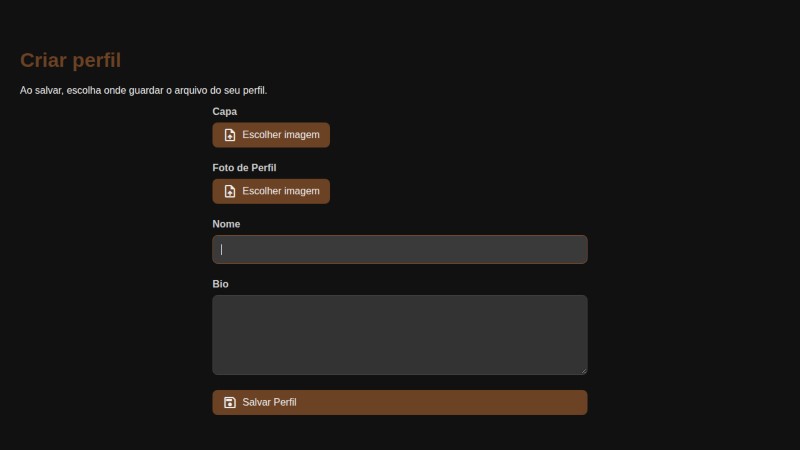 Criar perfil
Ao salvar, escolha onde guardar o arquivo do seu perfil.
Capa
Escolher imagem
Foto de Perfil
Escolher imagem
Nome
Bio
Salvar Perfil